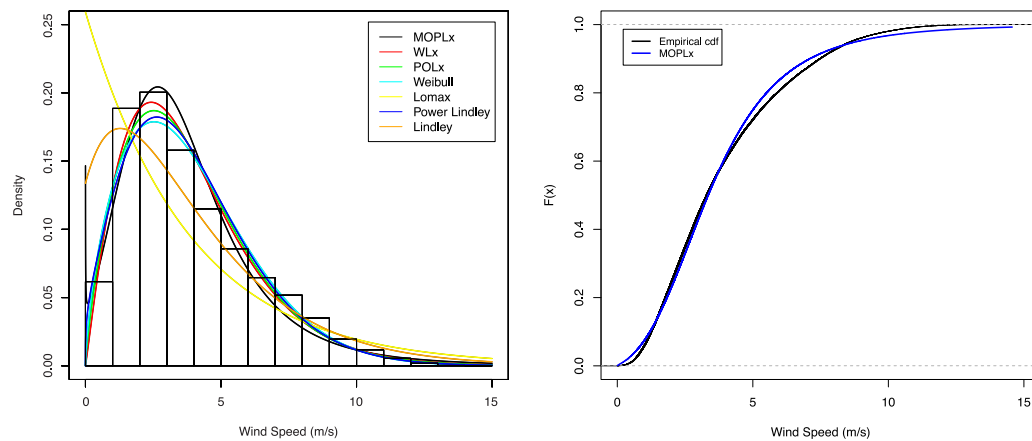 Density
0.25
0.20
0.15
0.10
0.05
0.00
MOPLx
WLx
POLx
Weibull
Lomax
Power Lindley
Lindley
0 5 10 15
Wind Speed (m/s)
F(x)
1.0
0.8
0.6
0.4
0.2
0.0
Empirical cdf
MOPLx
0 5 10 15
Wind Speed (m/s)